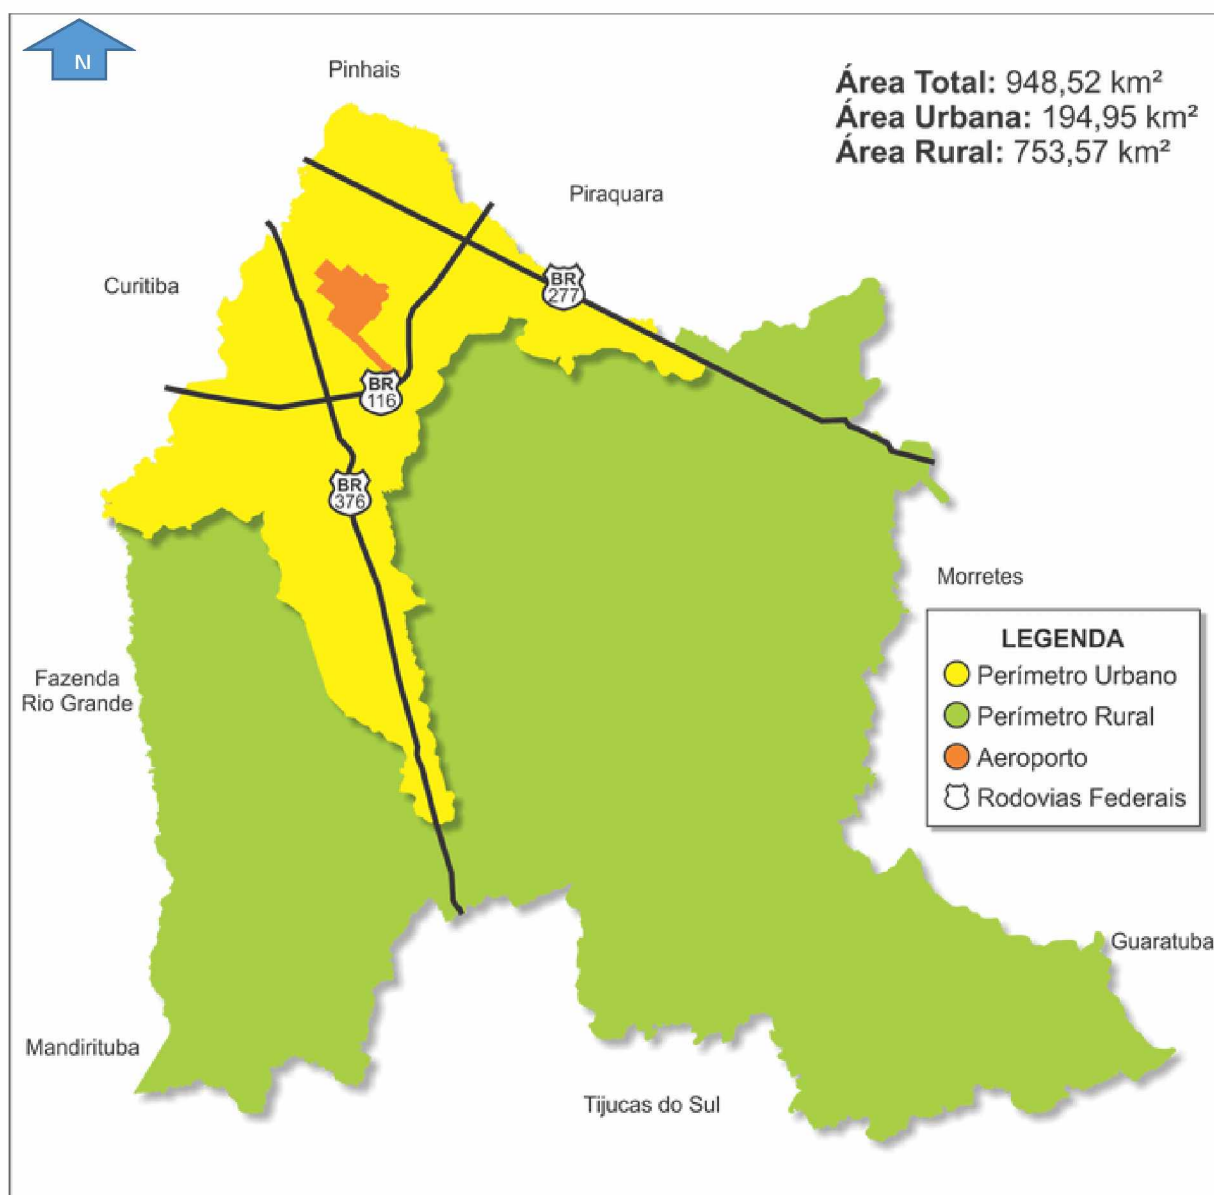 N
Pinhais
Área Total: 948,52 km²
Área Urbana: 194,95 km²
Área Rural: 753,57 km²
Piraquara
Curitiba
BR
277
BR
116
BR
376
Morretes
LEGENDA
Perímetro Urbano
Perímetro Rural
Aeroporto
Rodovias Federais
Fazenda
Rio Grande
Guaratuba
Mandirituba
Tijucas do Sul